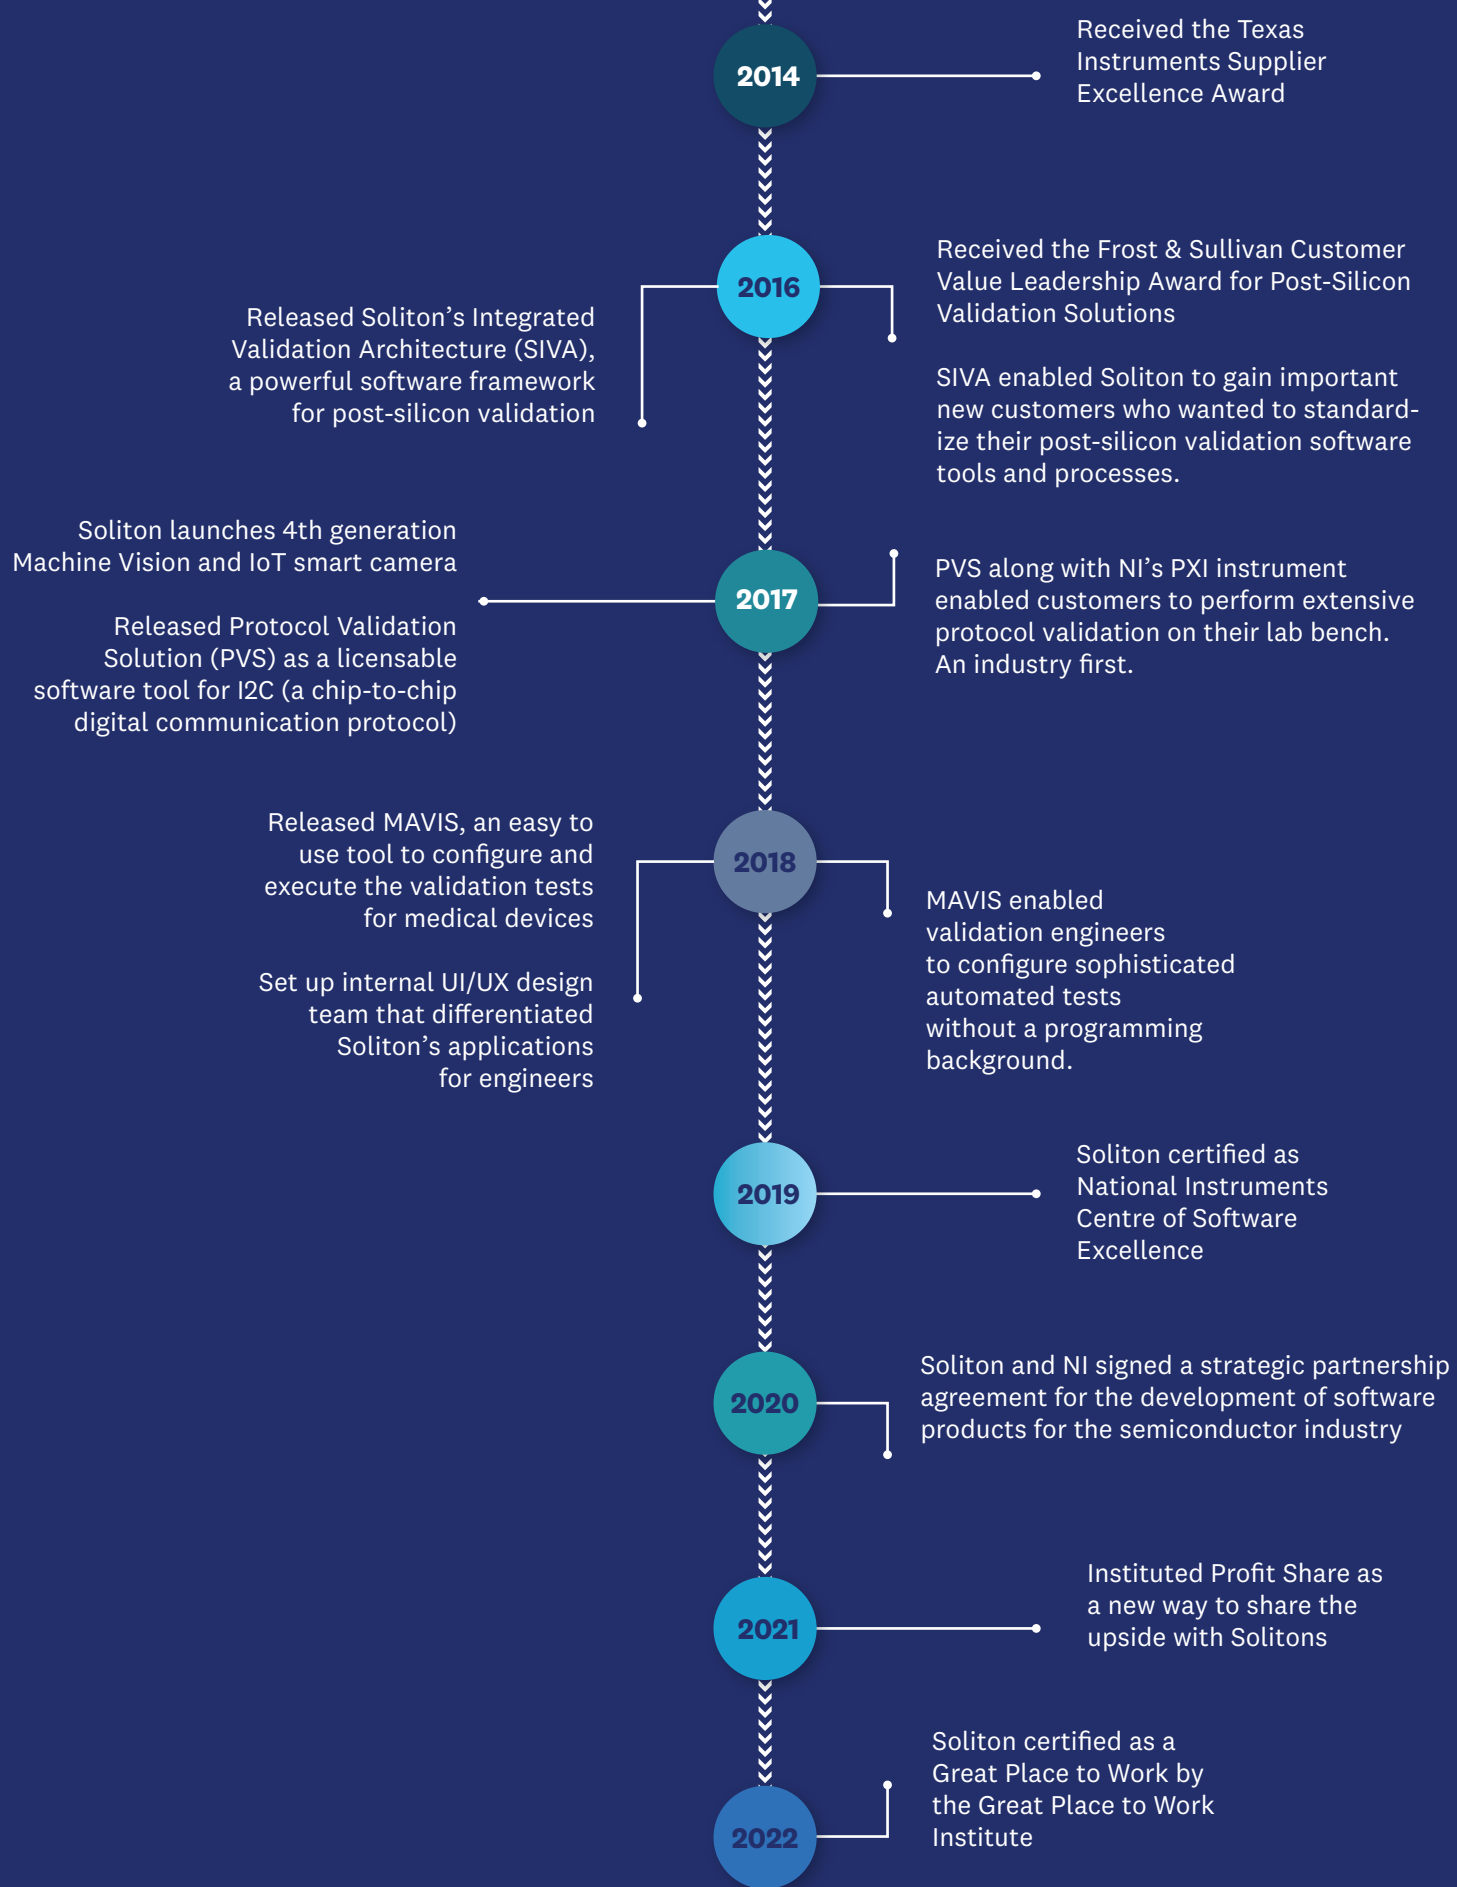 2014
Received the Texas
Instruments Supplier
Excellence Award
2016
Released Soliton’s Integrated
Validation Architecture (SIVA),
a powerful software framework
for post-silicon validation
Received the Frost & Sullivan Customer
Value Leadership Award for Post-Silicon
Validation Solutions
SIVA enabled Soliton to gain important
new customers who wanted to standard-
ize their post-silicon validation software
tools and processes.
2017
Soliton launches 4th generation
Machine Vision and IoT smart camera
Released Protocol Validation
Solution (PVS) as a licensable
software tool for I2C (a chip-to-chip
digital communication protocol)
PVS along with NI’s PXI instrument
enabled customers to perform extensive
protocol validation on their lab bench.
An industry first.
2018
Released MAVIS, an easy to
use tool to configure and
execute the validation tests
for medical devices
Set up internal UI/UX design
team that differentiated
Soliton’s applications
for engineers
MAVIS enabled
validation engineers
to configure sophisticated
automated tests
without a programming
background.
2019
Soliton certified as
National Instruments
Centre of Software
Excellence
2020
Soliton and NI signed a strategic partnership
agreement for the development of software
products for the semiconductor industry
2021
Instituted Profit Share as
a new way to share the
upside with Solitons
2022
Soliton certified as a
Great Place to Work by
the Great Place to Work
Institute